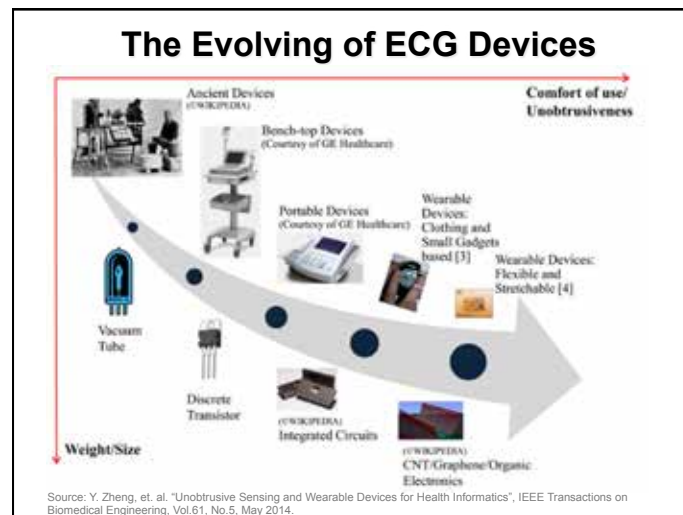 The Evolving of ECG Devices
Comfort of use/
Unobtrusiveness
Ancient Devices
(©WIKIPEDIA)
Bench-top Devices
(Courtesy of GE Healthcare)
Portable Devices
(Courtesy of GE Healthcare)
Wearable
Devices:
Clothing and
Small Gadgets
based [3]
Wearable Devices:
Flexible and
Stretchable [4]
Vacuum
Tube
Discrete
Transistor
(©WIKIPEDIA)
Integrated Circuits
(©WIKIPEDIA)
CNT/Graphene/Organic
Electronics
Weight/Size
Source: Y. Zheng, et. al. “Unobtrusive Sensing and Wearable Devices for Health Informatics”, IEEE Transactions on
Biomedical Engineering, Vol.61, No.5, May 2014.